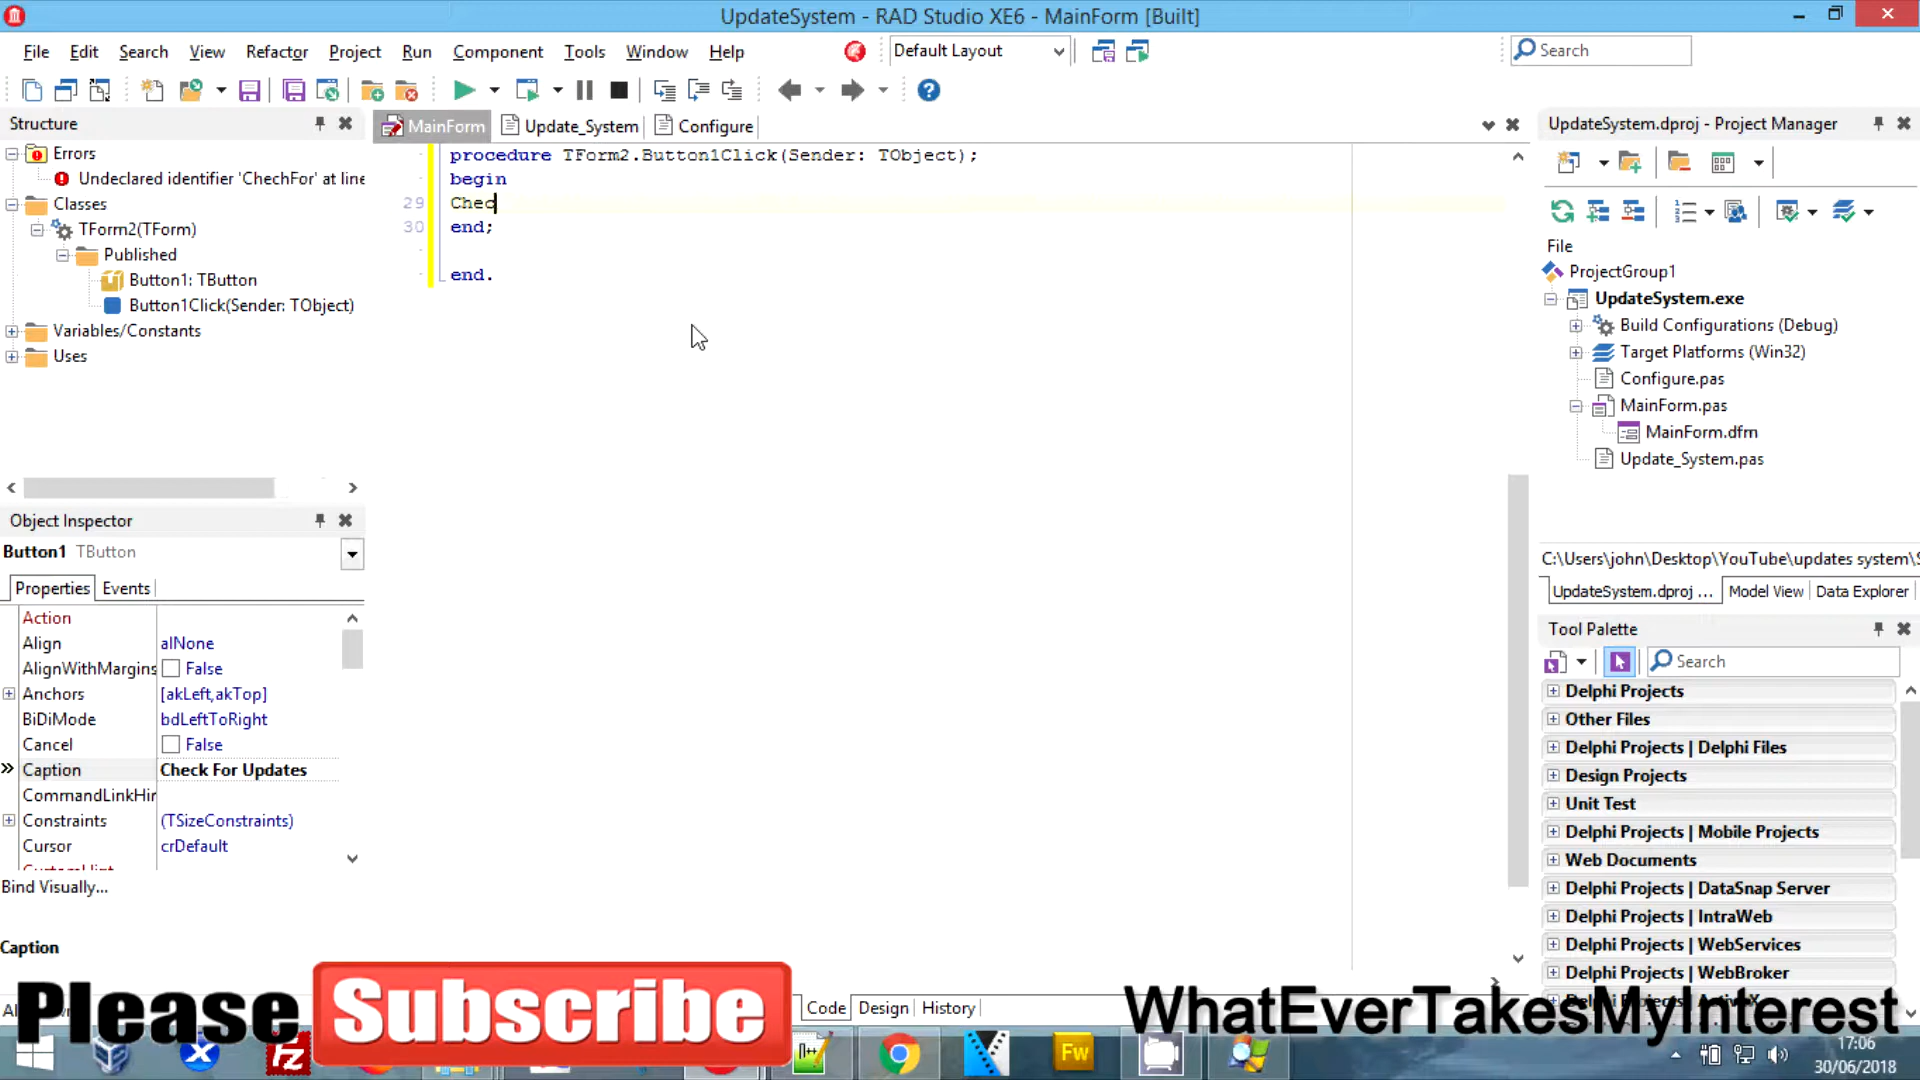 UpdateSystem - RAD Studio XE6 - MainForm [Built]
File Edit Search View Refactor Project Run Component Tools Window Help
Default Layout
Search
Structure
MainForm Update_System Configure
UpdateSystem.dproj - Project Manager
Errors
Undeclared identifier 'ChechFor' at line
Classes
TForm2(TForm)
Published
Button1: TButton
Button1Click(Sender: TObject)
Variables/Constants
Uses
procedure TForm2.Button1Click(Sender: TObject);
begin
29 Chec
30 end;
end.
File
ProjectGroup1
UpdateSystem.exe
Build Configurations (Debug)
Target Platforms (Win32)
Configure.pas
MainForm.pas
MainForm.dfm
Update_System.pas
Object Inspector
Button1 TButton
Properties Events
Action
Align alNone
AlignWithMargins False
Anchors [akLeft,akTop]
BiDiMode bdLeftToRight
Cancel False
Caption Check For Updates
CommandLinkHir
Constraints (TSizeConstraints)
Cursor crDefault
CustomHint
Bind Visually...
Caption
C:\Users\john\Desktop\YouTube\updates system\S
UpdateSystem.dproj ... Model View Data Explorer
Tool Palette
Search
Delphi Projects
Other Files
Delphi Projects | Delphi Files
Design Projects
Unit Test
Delphi Projects | Mobile Projects
Web Documents
Delphi Projects | DataSnap Server
Delphi Projects | IntraWeb
Delphi Projects | WebServices
Delphi Projects | WebBroker
Delphi Projects | ActiveX
Code Design History
Please Subscribe
WhatEverTakesMyInterest
Fz
Fw
17:06
30/06/2018